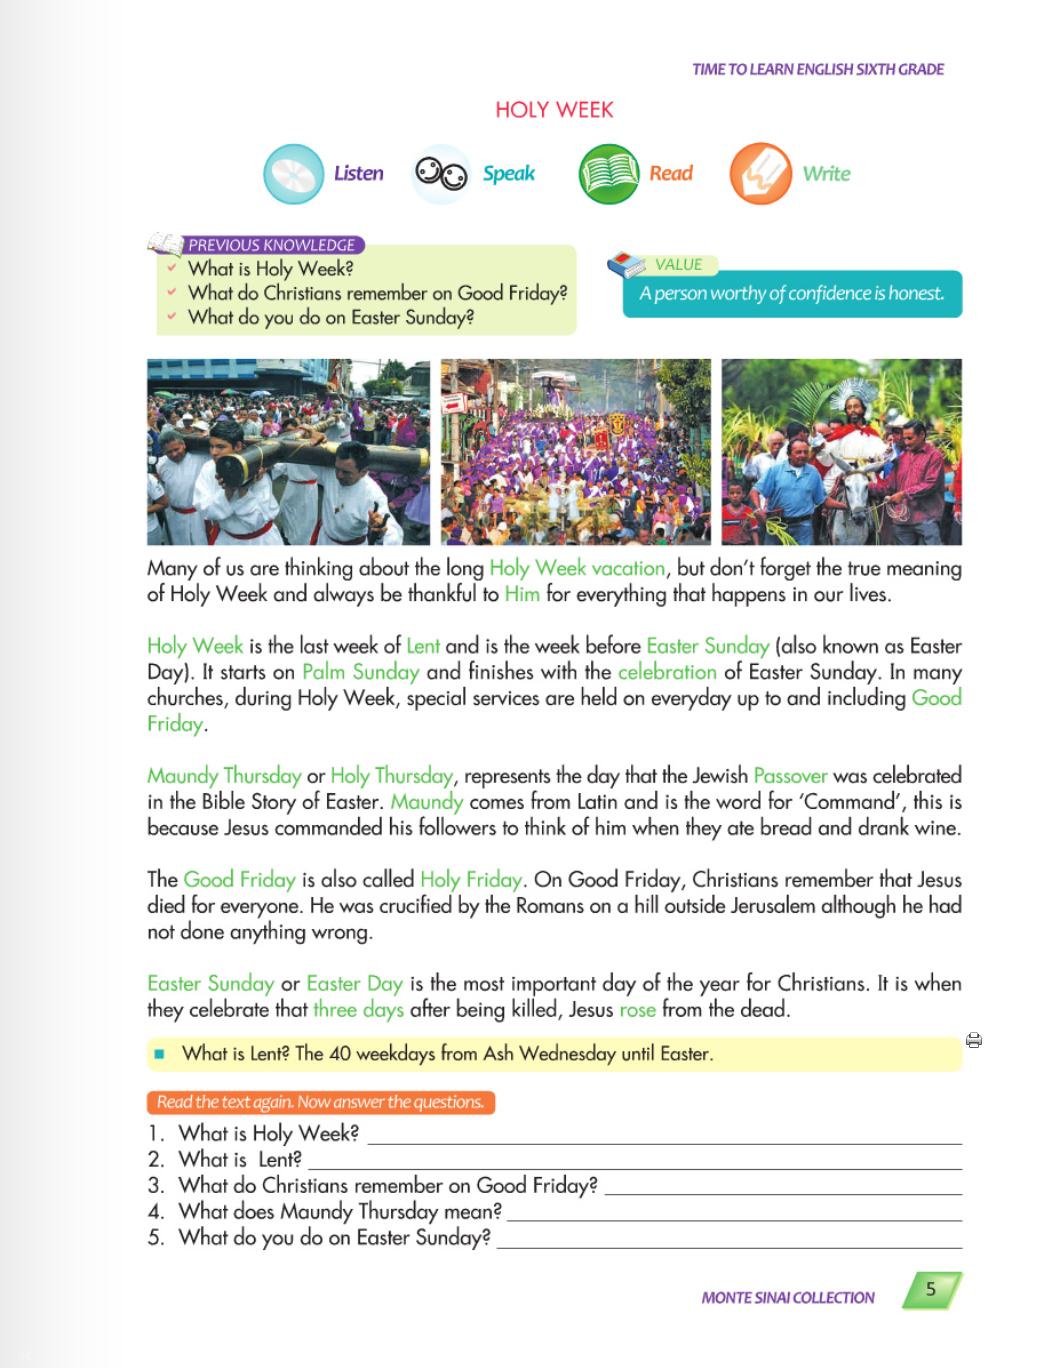 TIME TO LEARN ENGLISH SIXTH GRADE
HOLY WEEK
Listen
Speak
Read
Write
PREVIOUS KNOWLEDGE
What is Holy Week?
What do Christians remember on Good Friday?
What do you do on Easter Sunday?
VALUE
A person worthy of confidence is honest.
Many of us are thinking about the long Holy Week vacation, but don't forget the true meaning
of Holy Week and always be thankful to Him for everything that happens in our lives.
Holy Week is the last week of Lent and is the week before Easter Sunday (also known as Easter
Day). It starts on Palm Sunday and finishes with the celebration of Easter Sunday. In many
churches, during Holy Week, special services are held on everyday up to and including Good
Friday.
Maundy Thursday or Holy Thursday, represents the day that the Jewish Passover was celebrated
in the Bible Story of Easter. Maundy comes from Latin and is the word for ‘Command’, this is
because Jesus commanded his followers to think of him when they ate bread and drank wine.
The Good Friday is also called Holy Friday. On Good Friday, Christians remember that Jesus
died for everyone. He was crucified by the Romans on a hill outside Jerusalem although he had
not done anything wrong.
Easter Sunday or Easter Day is the most important day of the year for Christians. It is when
they celebrate that three days after being killed, Jesus rose from the dead.
What is Lent? The 40 weekdays from Ash Wednesday until Easter.
Read the text again. Now answer the questions.
1. What is Holy Week?
2. What is Lent?
3. What do Christians remember on Good Friday?
4. What does Maundy Thursday mean?
5. What do you do on Easter Sunday?
MONTE SINAI COLLECTION
5